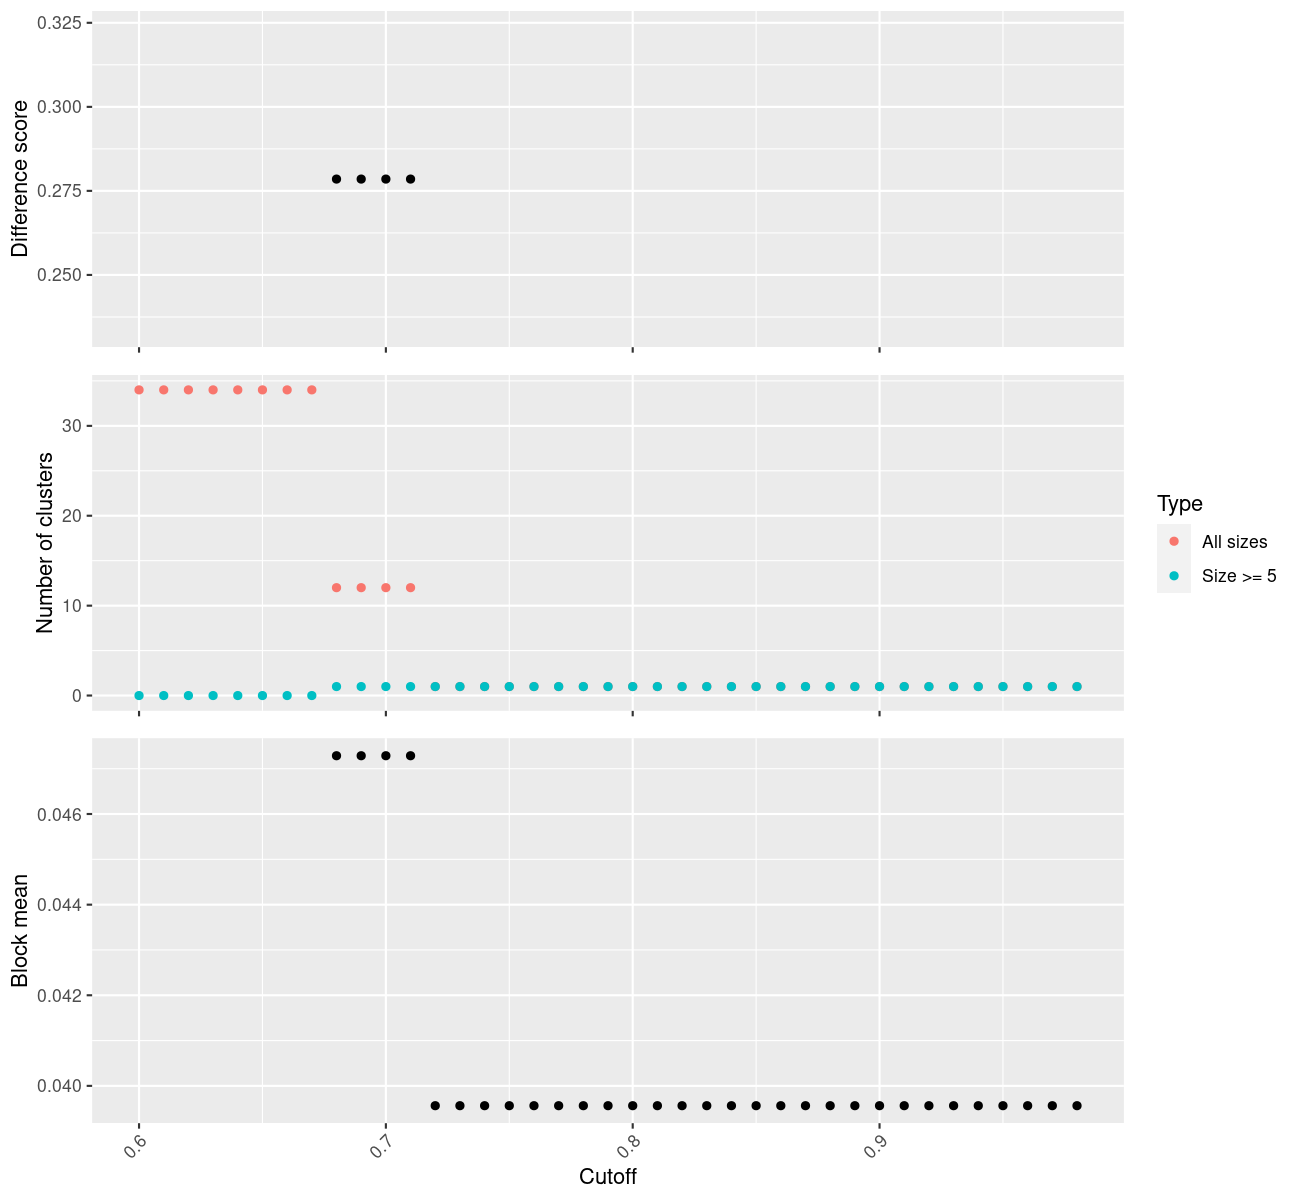 Difference score
0.325
0.300
0.275
0.250
Number of clusters
30
20
10
0
Type
All sizes
Size >= 5
Block mean
0.046
0.044
0.042
0.040
0.6
0.7
0.8
0.9
Cutoff